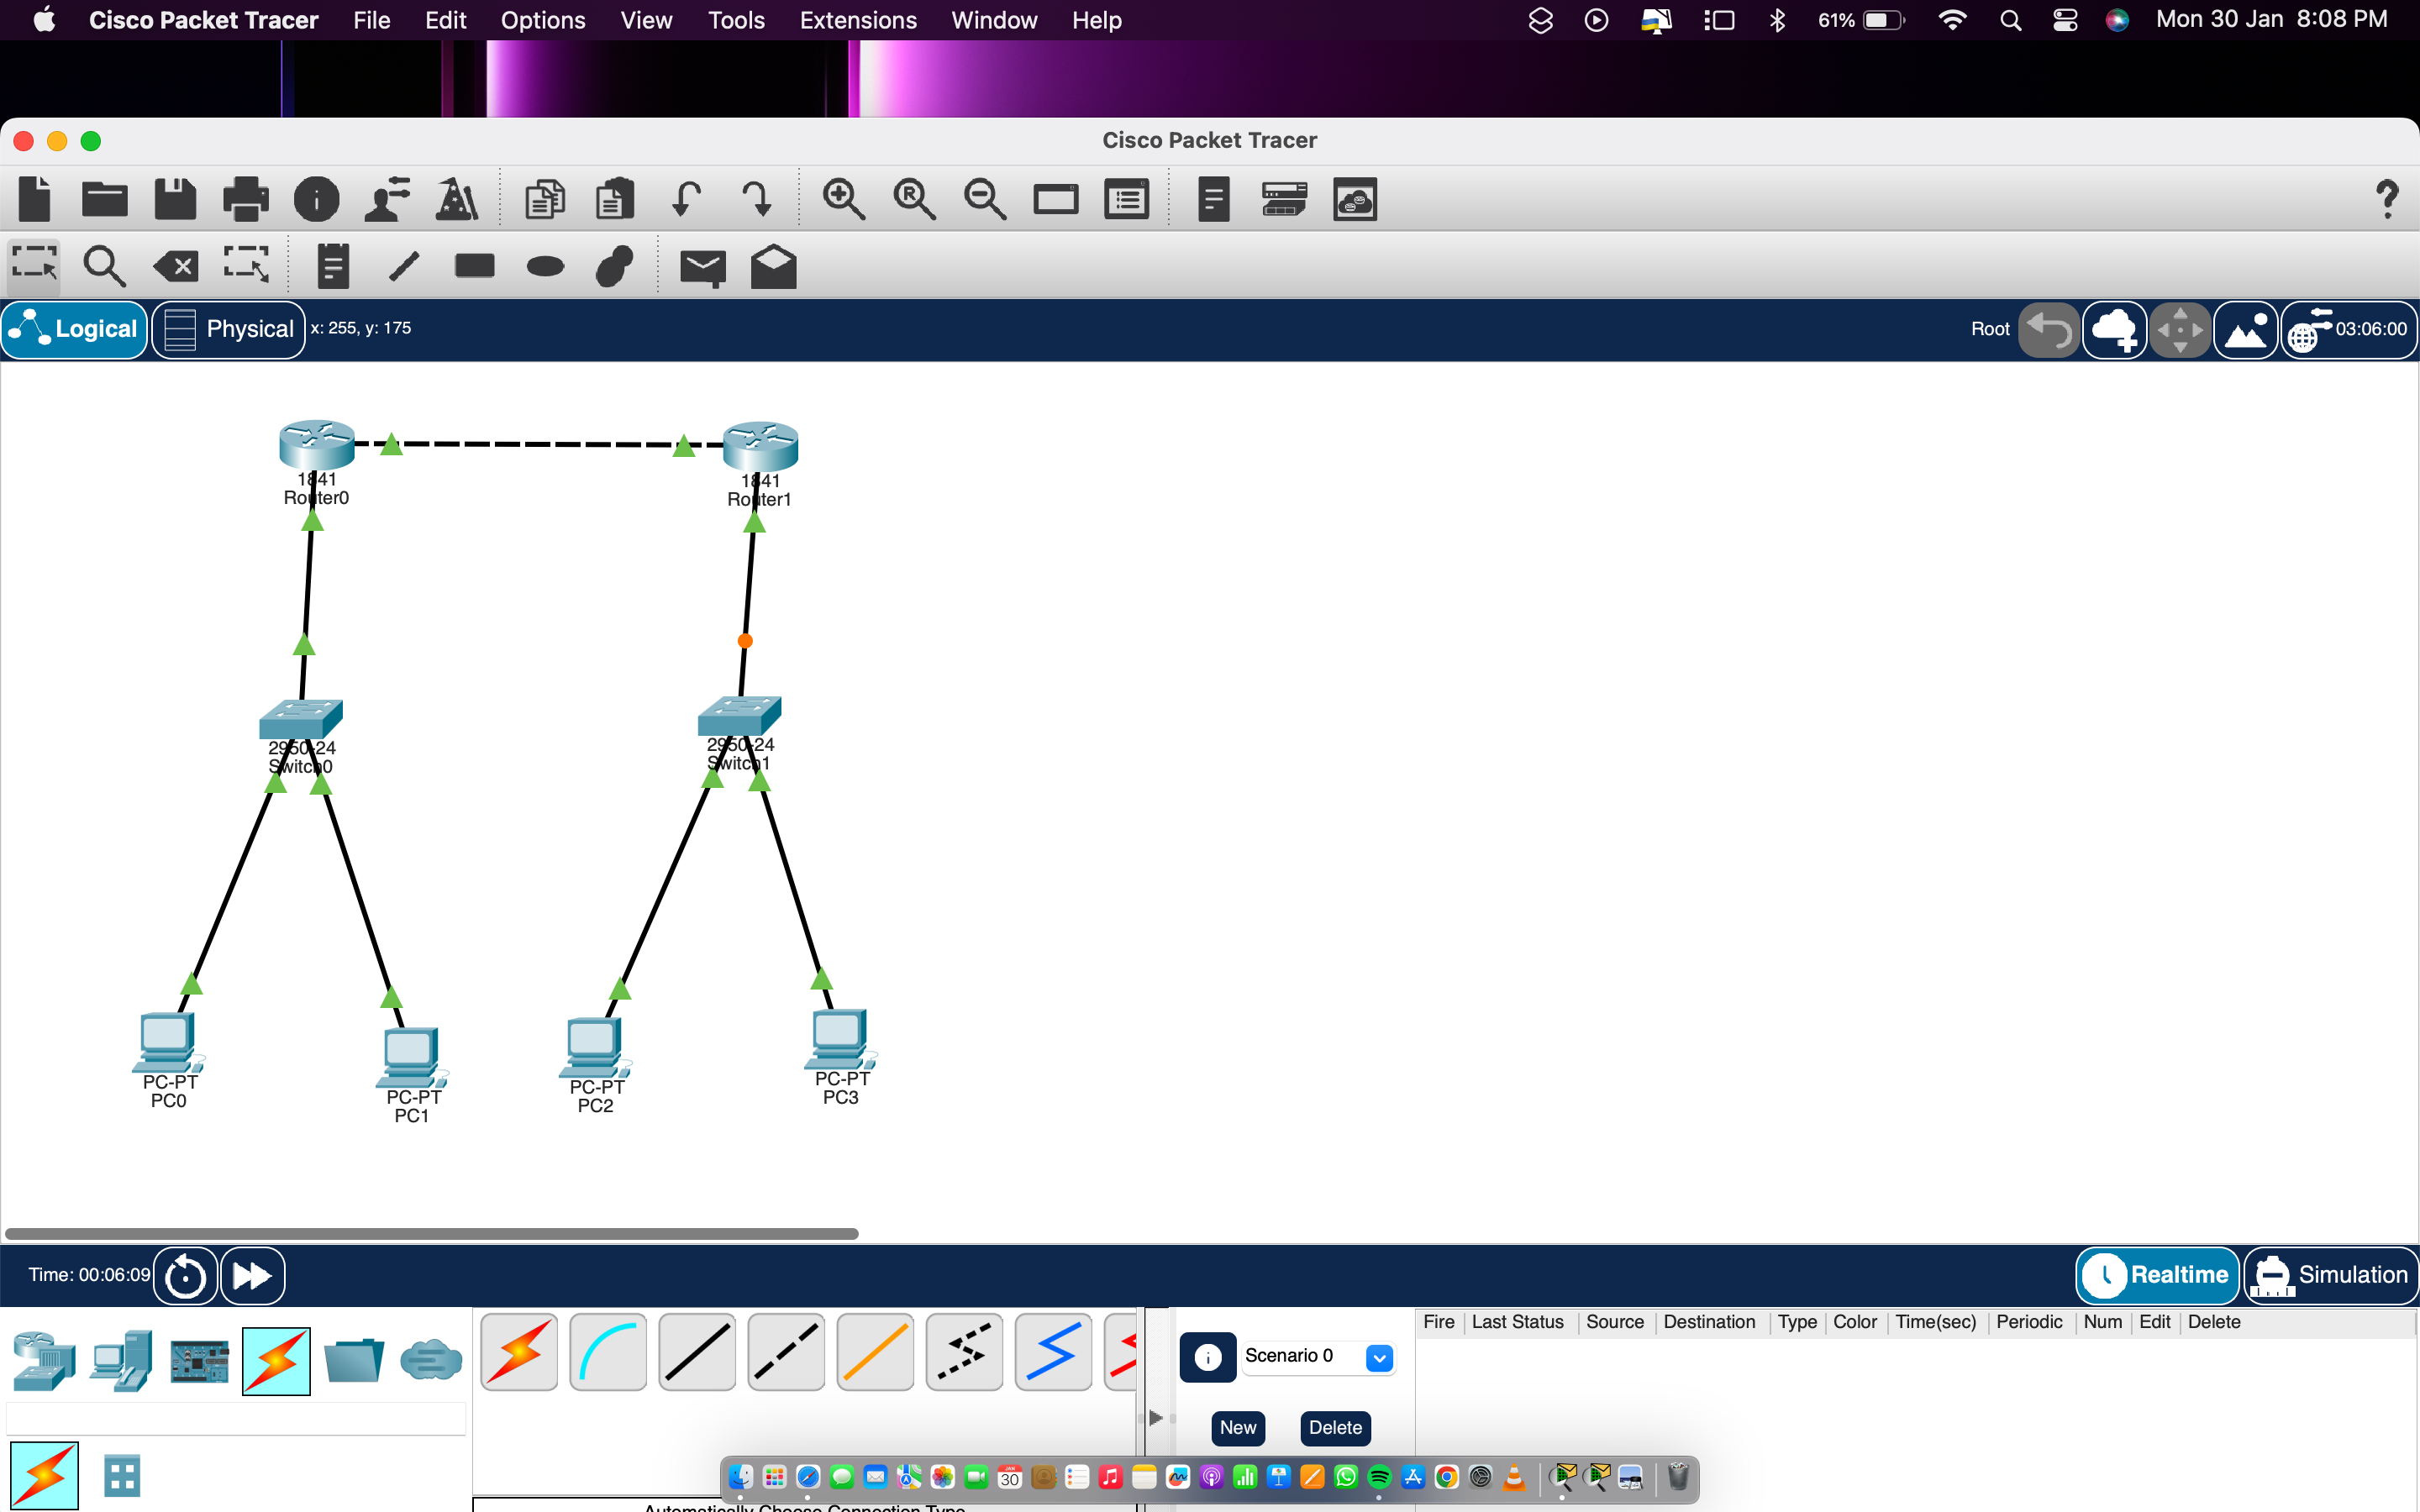 Cisco Packet Tracer File Edit Options View Tools Extensions Window Help 61% Mon 30 Jan 8:08 PM
Cisco Packet Tracer
Logical Physical x: 255, y: 175 Root 03:06:00
1841
Router0
1841
Router1
2950-24
Switch0
2950-24
Switch1
PC-PT
PC0
PC-PT
PC1
PC-PT
PC2
PC-PT
PC3
Time: 00:06:09 Realtime Simulation
Fire Last Status Source Destination Type Color Time(sec) Periodic Num Edit Delete
Scenario 0
New Delete
JAN
30
Automatically Choose Connection Type